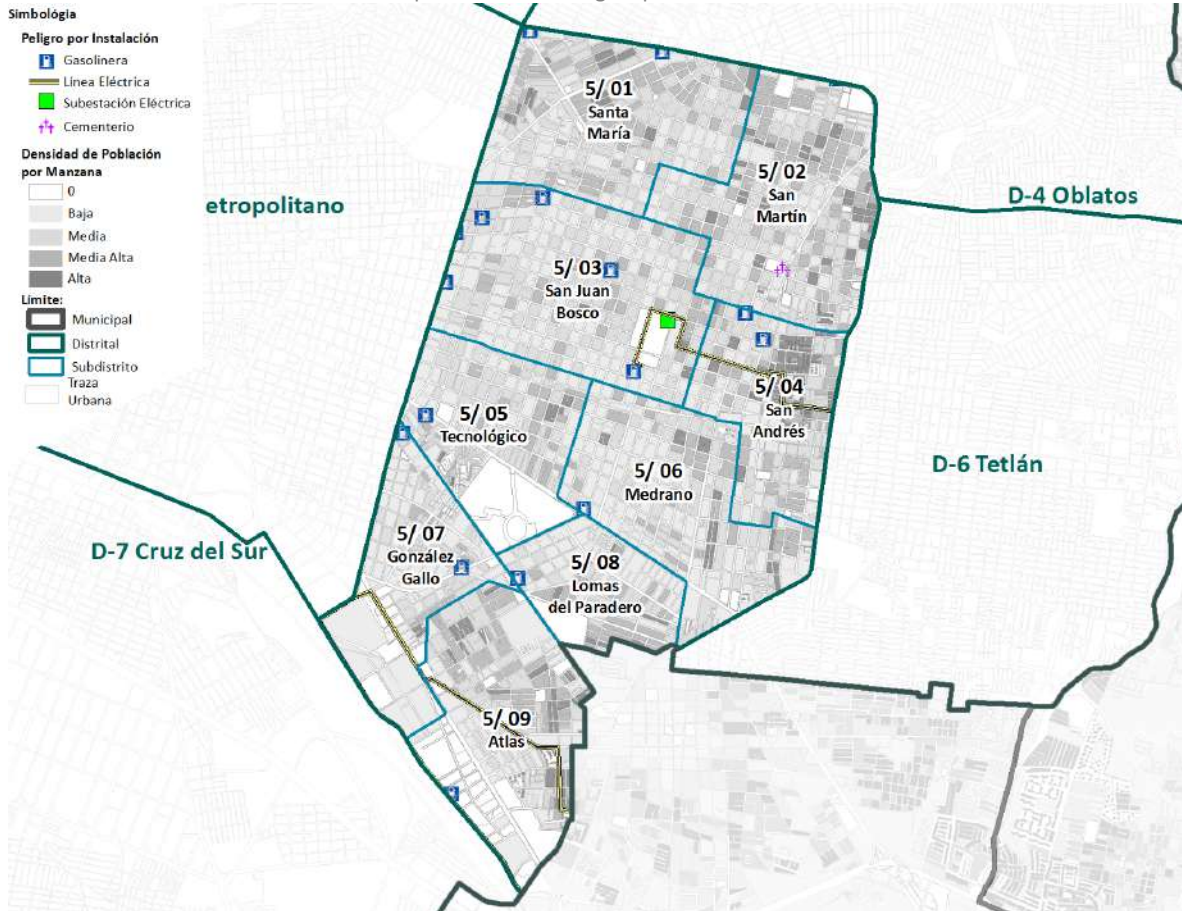 Simbológia
Peligro por Instalación
Gasolinera
Línea Eléctrica
Subestación Eléctrica
Cementerio
Densidad de Población
por Manzana
0
Baja
Media
Media Alta
Alta
Límite:
Municipal
Distrital
Subdistrito
Traza
Urbana
etropolitano
D-4 Oblatos
D-6 Tetlán
D-7 Cruz del Sur
5/ 01
Santa
María
5/ 02
San
Martín
5/ 03
San Juan
Bosco
5/ 04
San
Andrés
5/ 05
Tecnológico
5/ 06
Medrano
5/ 07
González
Gallo
5/ 08
Lomas
del Paradero
5/ 09
Atlas